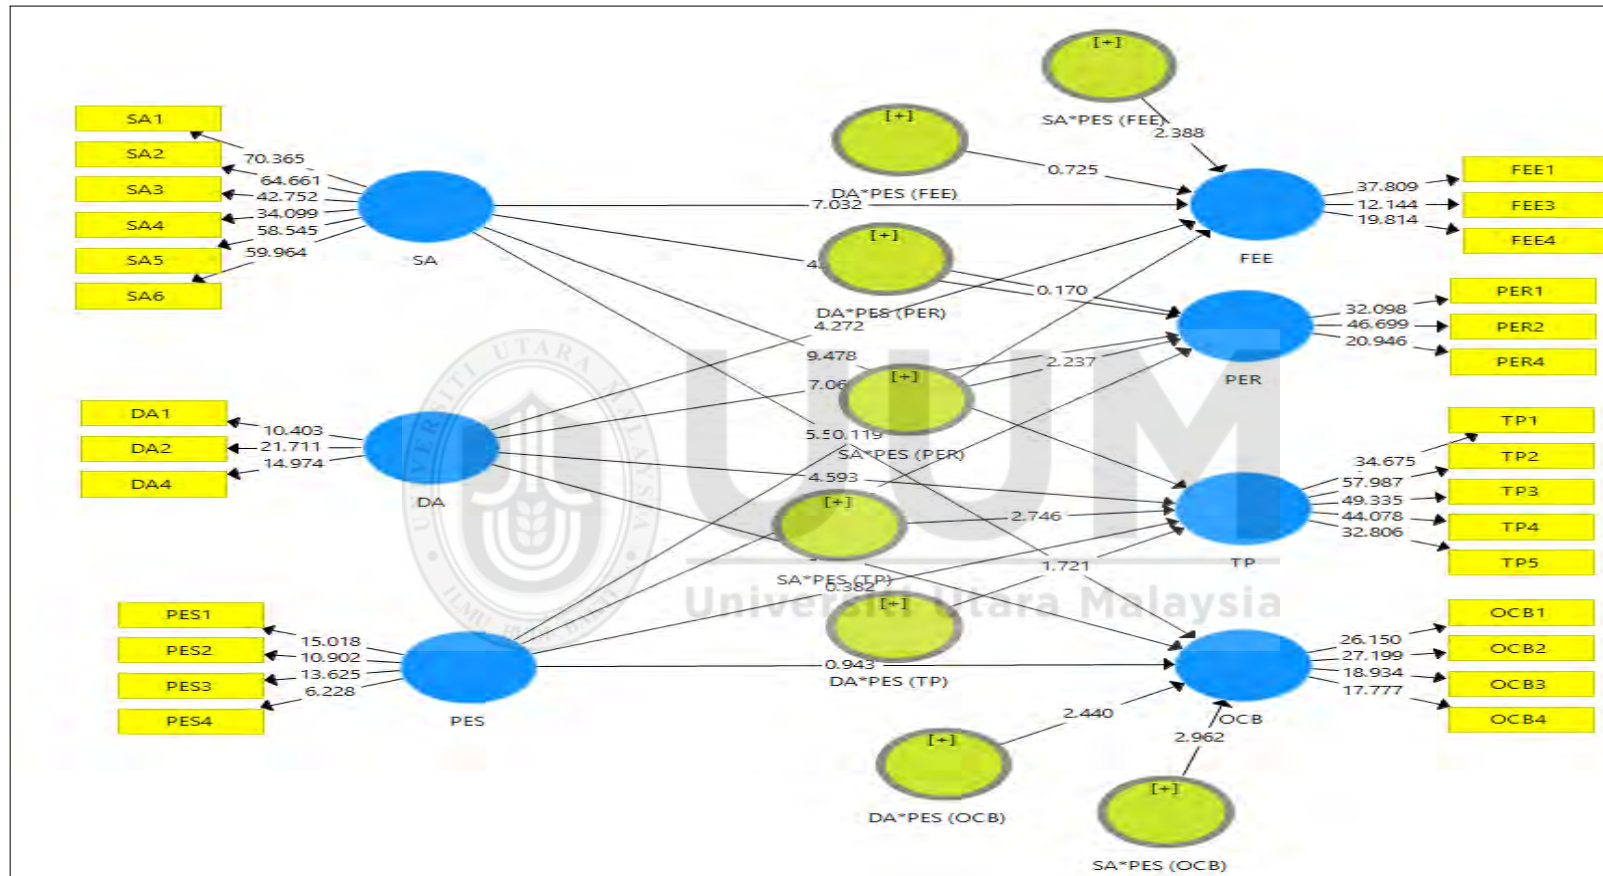 [+]
SA*PES (FEE)
2.388
[+]
DA*PES (FEE)
0.725
SA1
SA2
SA3
SA4
SA5
SA6
70.365
64.661
42.752
34.099
58.545
59.964
SA
7.032
FEE
37.809
12.144
19.814
FEE1
FEE3
FEE4
[+]
DA*PES (PER)
0.170
4.272
9.478
2.237
PER
32.098
46.699
20.946
PER1
PER2
PER4
[+]
SA*PES (PER)
0.119
DA1
DA2
DA4
10.403
21.711
14.974
DA
4.593
[+]
SA*PES (TP)
2.746
TP
34.675
57.987
49.335
44.078
32.806
TP1
TP2
TP3
TP4
TP5
0.382
1.721
[+]
DA*PES (TP)
PES1
PES2
PES3
PES4
15.018
10.902
13.625
6.228
PES
0.943
OCB
26.150
27.199
18.934
17.777
OCB1
OCB2
OCB3
OCB4
2.440
[+]
DA*PES (OCB)
2.962
[+]
SA*PES (OCB)
UUM
Universiti Utara Malaysia
UNIVERSITI UTARA MALAYSIA
ILMU BUDI BAKTI